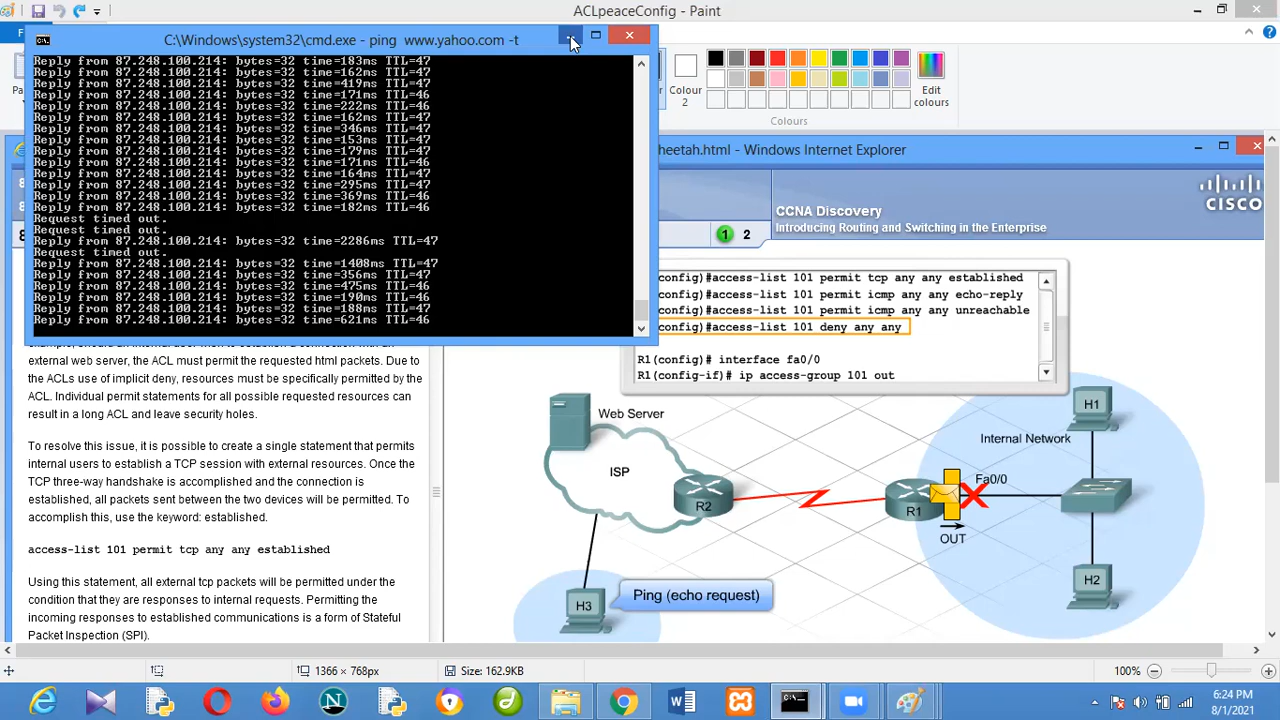 ACLpeaceConfig - Paint
C:\Windows\system32\cmd.exe - ping www.yahoo.com -t
Reply from 87.248.100.214: bytes=32 time=183ms TTL=47
Reply from 87.248.100.214: bytes=32 time=162ms TTL=46
Reply from 87.248.100.214: bytes=32 time=417ms TTL=47
Reply from 87.248.100.214: bytes=32 time=171ms TTL=46
Reply from 87.248.100.214: bytes=32 time=222ms TTL=46
Reply from 87.248.100.214: bytes=32 time=162ms TTL=47
Reply from 87.248.100.214: bytes=32 time=346ms TTL=46
Reply from 87.248.100.214: bytes=32 time=153ms TTL=47
Reply from 87.248.100.214: bytes=32 time=179ms TTL=47
Reply from 87.248.100.214: bytes=32 time=171ms TTL=46
Reply from 87.248.100.214: bytes=32 time=164ms TTL=47
Reply from 87.248.100.214: bytes=32 time=295ms TTL=47
Reply from 87.248.100.214: bytes=32 time=369ms TTL=46
Reply from 87.248.100.214: bytes=32 time=182ms TTL=46
Request timed out.
Request timed out.
Reply from 87.248.100.214: bytes=32 time=2286ms TTL=47
Request timed out.
Reply from 87.248.100.214: bytes=32 time=1408ms TTL=47
Reply from 87.248.100.214: bytes=32 time=356ms TTL=47
Reply from 87.248.100.214: bytes=32 time=475ms TTL=46
Reply from 87.248.100.214: bytes=32 time=190ms TTL=46
Reply from 87.248.100.214: bytes=32 time=188ms TTL=47
Reply from 87.248.100.214: bytes=32 time=621ms TTL=46
Colour
2
Edit
colours
Colours
heetah.html - Windows Internet Explorer
CISCO
CCNA Discovery
Introducing Routing and Switching in the Enterprise
1 2
config)#access-list 101 permit tcp any any established
config)#access-list 101 permit icmp any any echo-reply
config)#access-list 101 permit icmp any any unreachable
config)#access-list 101 deny any any
R1(config)# interface fa0/0
R1(config-if)# ip access-group 101 out
external web server, the ACL must permit the requested html packets. Due to
the ACLs use of implicit deny, resources must be specifically permitted by the
ACL. Individual permit statements for all possible requested resources can
result in a long ACL and leave security holes.
To resolve this issue, it is possible to create a single statement that permits
internal users to establish a TCP session with external resources. Once the
TCP three-way handshake is accomplished and the connection is
established, all packets sent between the two devices will be permitted. To
accomplish this, use the keyword: established.
access-list 101 permit tcp any any established
Using this statement, all external tcp packets will be permitted under the
condition that they are responses to internal requests. Permitting the
incoming responses to established communications is a form of Stateful
Packet Inspection (SPI).
Web Server
ISP
R2
R1
OUT
Fa0/0
Internal Network
H1
H2
H3
Ping (echo request)
1366 × 768px
Size: 162.9KB
100%
6:24 PM
8/1/2021